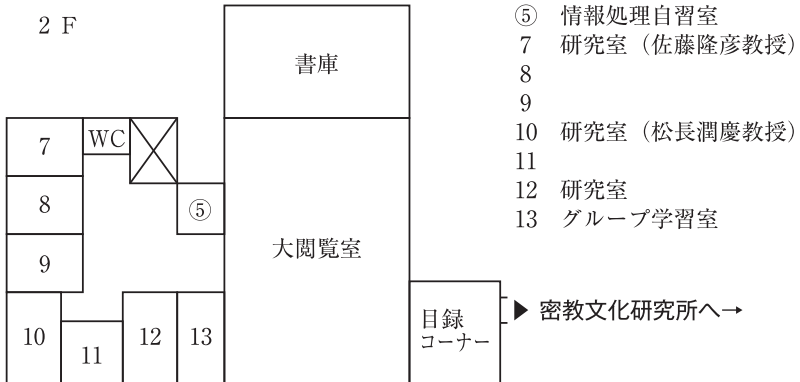 2 F
書庫
WC
7
8
⑤
9
大閲覧室
10
11
12
13
目録
コーナー
⑤ 情報処理自習室
7 研究室（佐藤隆彦教授）
8
9
10 研究室（松長潤慶教授）
11
12 研究室
13 グループ学習室
▶ 密教文化研究所へ→